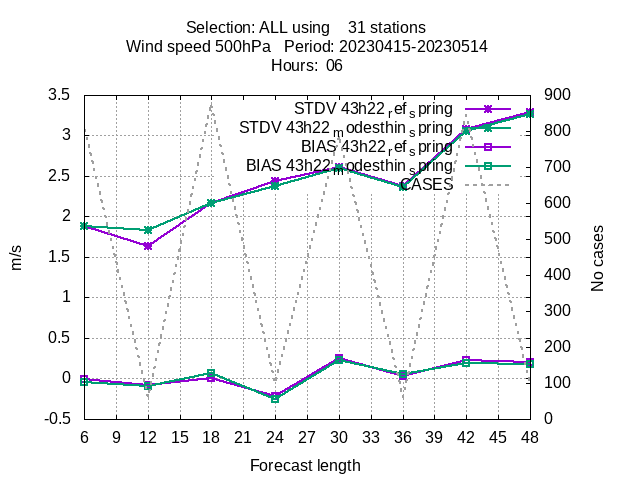 Selection: ALL using 31 stations
Wind speed 500hPa Period: 20230415-20230514
Hours: 06
STDV 43h22_ref_spring
STDV 43h22_modesthin_spring
BIAS 43h22_ref_spring
BIAS 43h22_modesthin_spring
CASES
3.5
3
2.5
2
1.5
1
0.5
0
-0.5
m/s
900
800
700
600
500
400
300
200
100
0
No cases
6 9 12 15 18 21 24 27 30 33 36 39 42 45 48
Forecast length